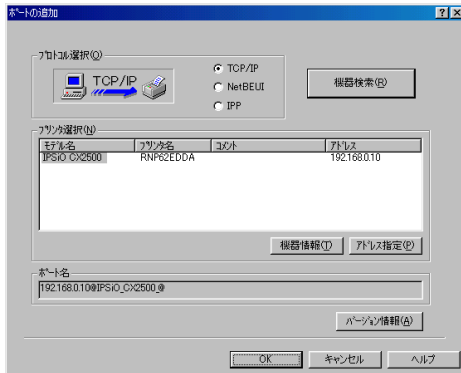 ポートの追加
プロトコル選択(O)
TCP/IP
TCP/IP
NetBEUI
IPP
機器検索(R)
プリンタ選択(N)
モデル名 プリンタ名 コメント アドレス
IPSiO CX2500 RNP62EDDA 192.168.0.10
機器情報(T) アドレス指定(P)
ポート名
192.168.0.10@IPSiO_CX2500_@
バージョン情報(A)
OK キャンセル ヘルプ